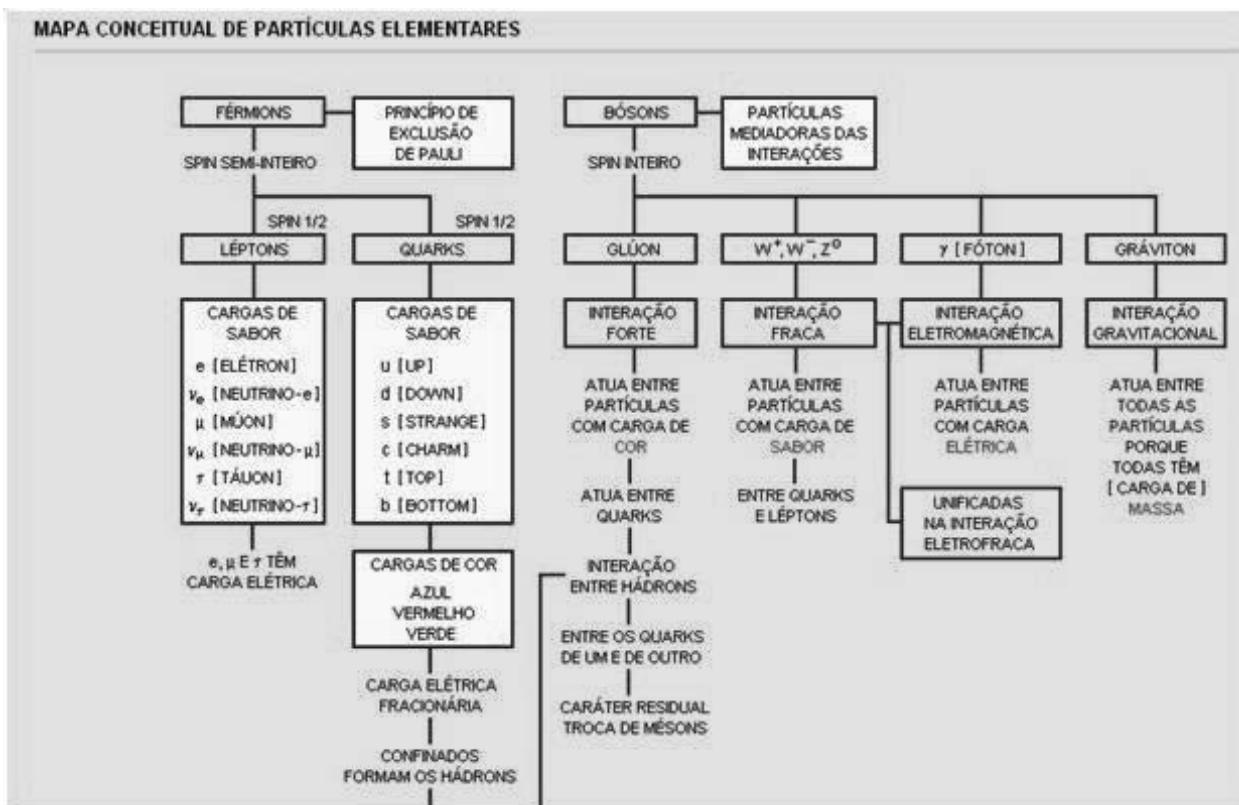 MAPA CONCEITUAL DE PARTÍCULAS ELEMENTARES
FÉRMIONS
PRINCÍPIO DE
EXCLUSÃO
DE PAULI
SPIN SEMI-INTEIRO
SPIN 1/2
LÉPTONS
CARGAS DE
SABOR
e [ELÉTRON]
νe [NEUTRINO-e]
μ [MÚON]
νμ [NEUTRINO-μ]
τ [TÁUON]
ντ [NEUTRINO-τ]
e, μ E τ TÊM
CARGA ELÉTRICA
SPIN 1/2
QUARKS
CARGAS DE
SABOR
u [UP]
d [DOWN]
s [STRANGE]
c [CHARM]
t [TOP]
b [BOTTOM]
CARGAS DE COR
AZUL
VERMELHO
VERDE
CARGA ELÉTRICA
FRACIONÁRIA
CONFINADOS
FORMAM OS HÁDRONS
BÓSONS
PARTÍCULAS
MEDIADORAS DAS
INTERAÇÕES
SPIN INTEIRO
GLÚON
INTERAÇÃO
FORTE
ATUA ENTRE
PARTÍCULAS
COM CARGA DE
COR
ATUA ENTRE
QUARKS
INTERAÇÃO
ENTRE HÁDRONS
ENTRE OS QUARKS
DE UM E DE OUTRO
CARÁTER RESIDUAL
TROCA DE MÉSONS
W⁺, W⁻, Z⁰
INTERAÇÃO
FRACA
ATUA ENTRE
PARTÍCULAS
COM CARGA DE
SABOR
ENTRE QUARKS
E LÉPTONS
γ [FÓTON]
INTERAÇÃO
ELETROMAGNÉTICA
ATUA ENTRE
PARTÍCULAS
COM CARGA
ELÉTRICA
UNIFICADAS
NA INTERAÇÃO
ELETROFRACA
GRÁVITON
INTERAÇÃO
GRAVITACIONAL
ATUA ENTRE
TODAS AS
PARTÍCULAS
PORQUE
TODAS TÊM
[CARGA DE]
MASSA